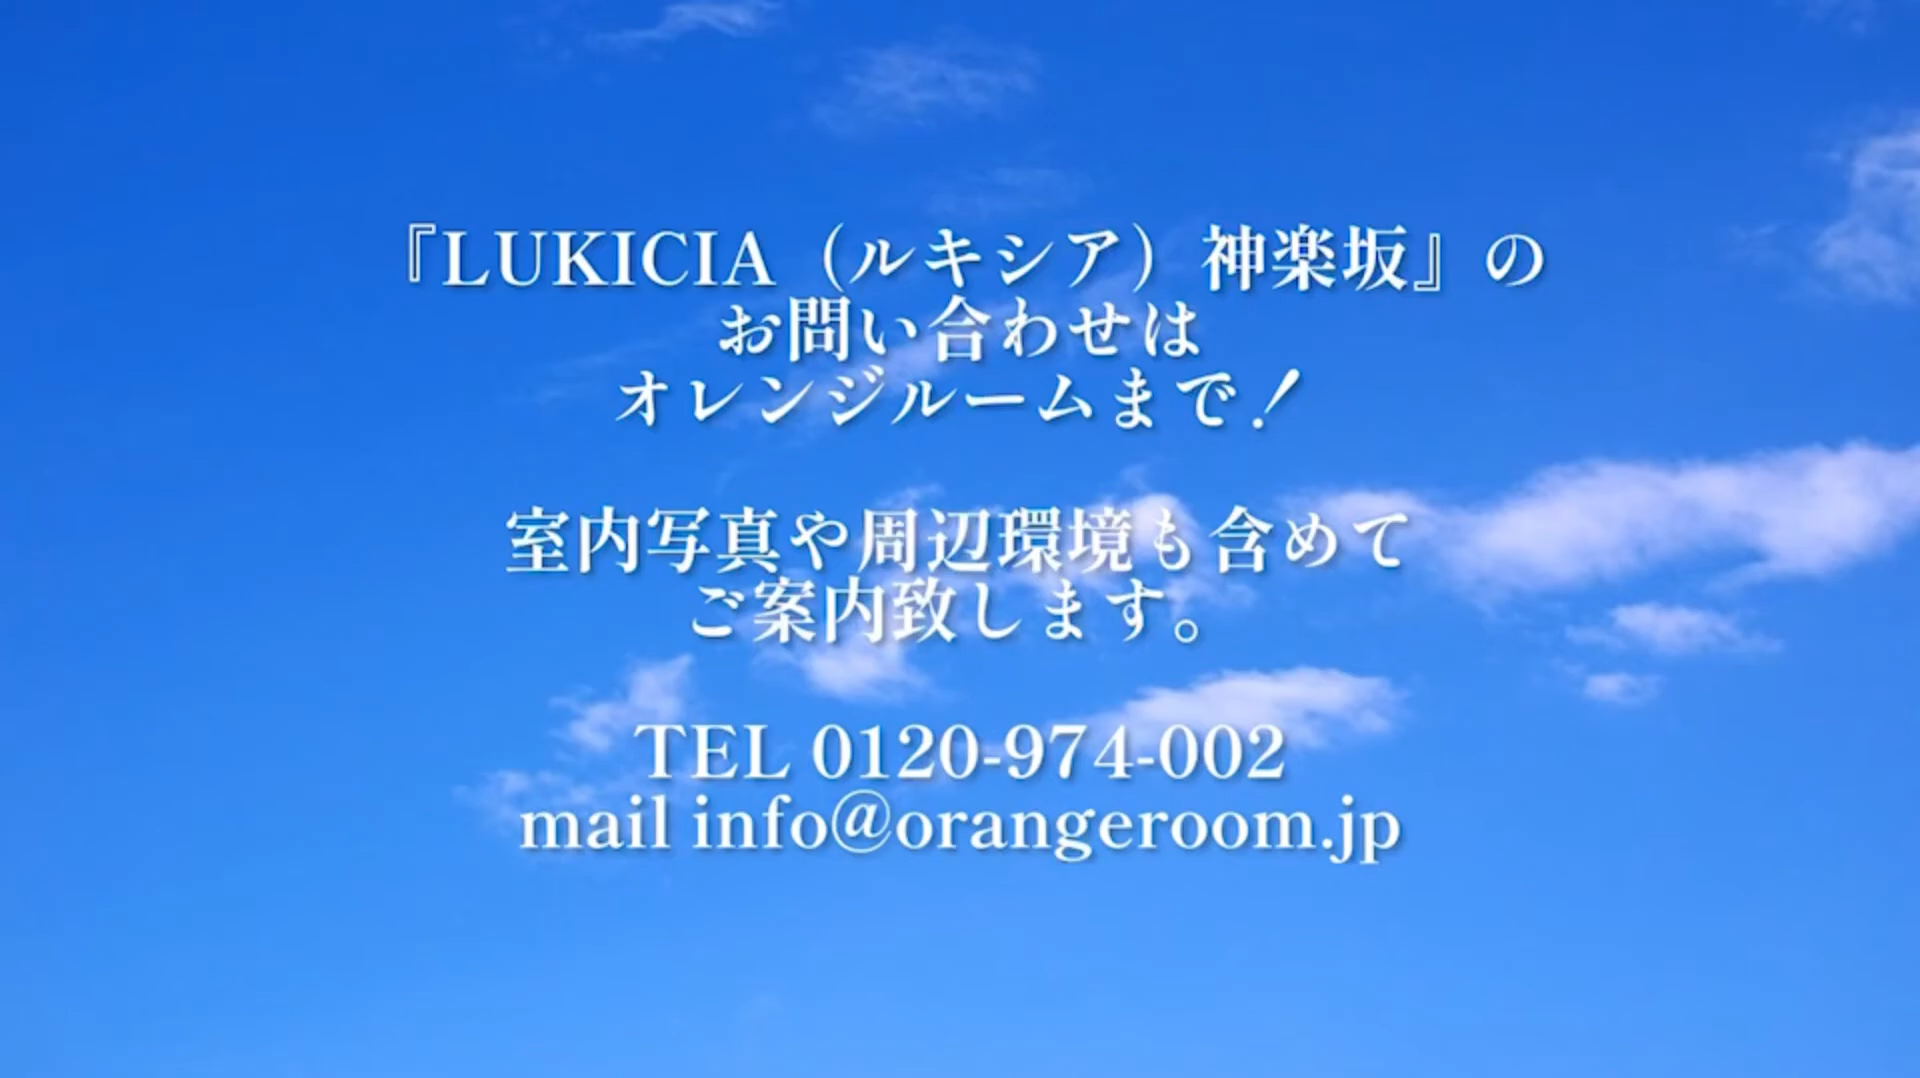 『LUKICIA（ルキシア）神楽坂』の
お問い合わせは
オレンジルームまで！
室内写真や周辺環境も含めて
ご案内致します。
TEL 0120-974-002
mail info@orangeroom.jp